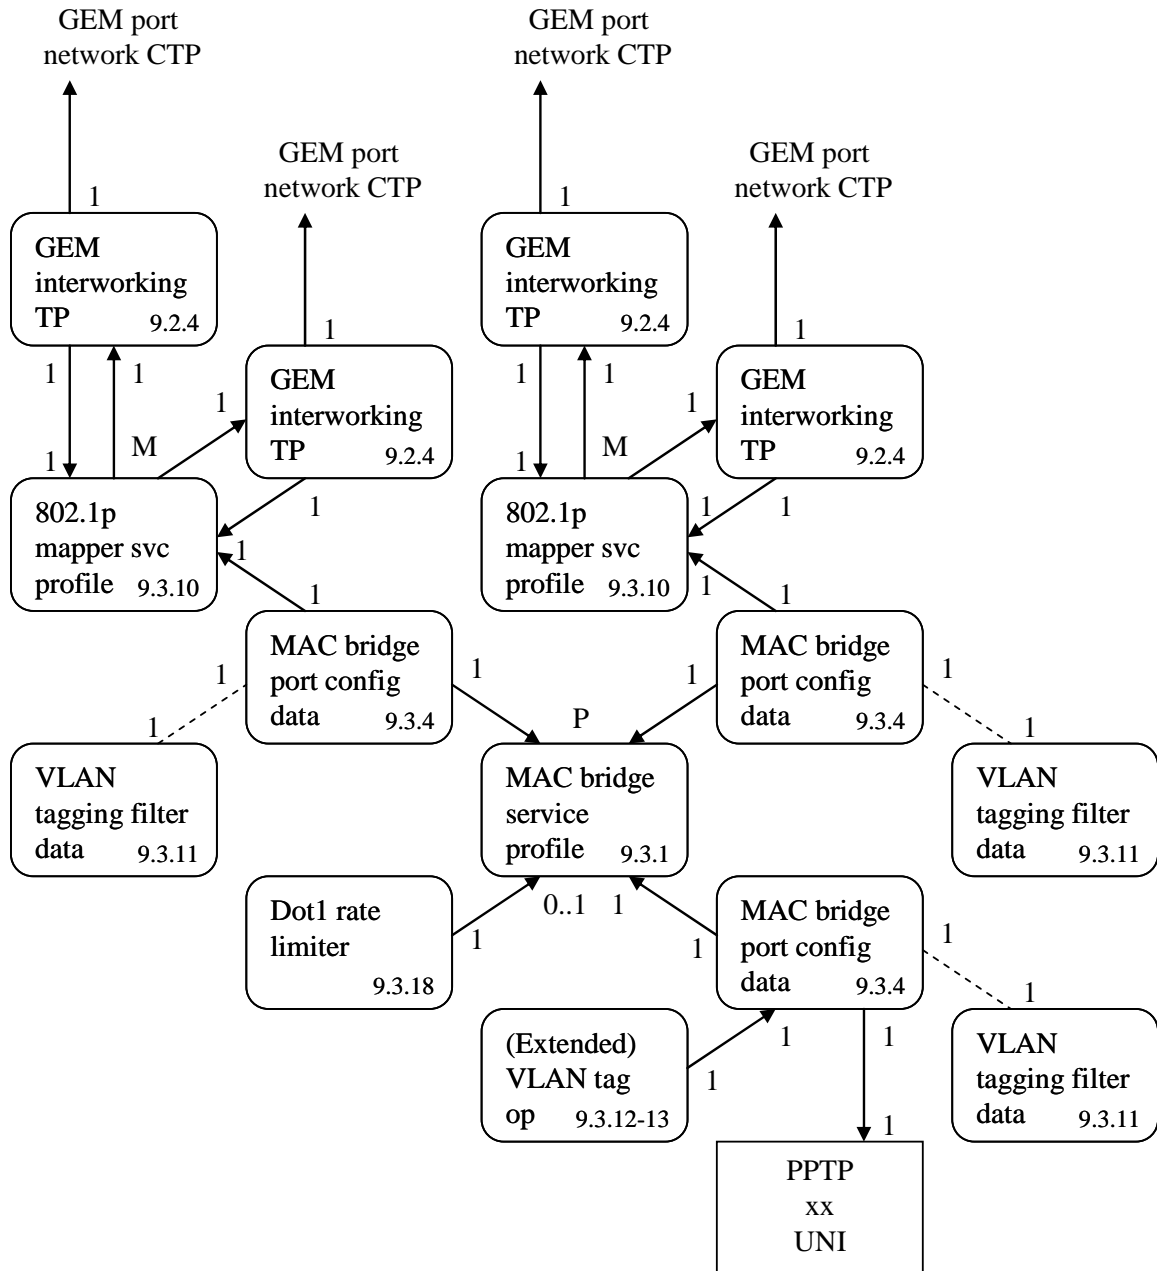 GEM port
network CTP
GEM port
network CTP
GEM port
network CTP
GEM port
network CTP
1
1
GEM
interworking
TP 9.2.4
GEM
interworking
TP 9.2.4
1
1
1
1
1
1
GEM
interworking
TP 9.2.4
GEM
interworking
TP 9.2.4
1
1
M
M
1
1
802.1p
mapper svc
profile 9.3.10
802.1p
mapper svc
profile 9.3.10
1
1
1
1
1
1
1
MAC bridge
port config
data 9.3.4
MAC bridge
port config
data 9.3.4
1
1
1
1
1
1
P
VLAN
tagging filter
data 9.3.11
MAC bridge
service
profile 9.3.1
VLAN
tagging filter
data 9.3.11
Dot1 rate
limiter
9.3.18
1
0..1
1
1
MAC bridge
port config
data 9.3.4
1
1
(Extended)
VLAN tag
op 9.3.12-13
1
1
1
1
VLAN
tagging filter
data 9.3.11
PPTP
xx
UNI